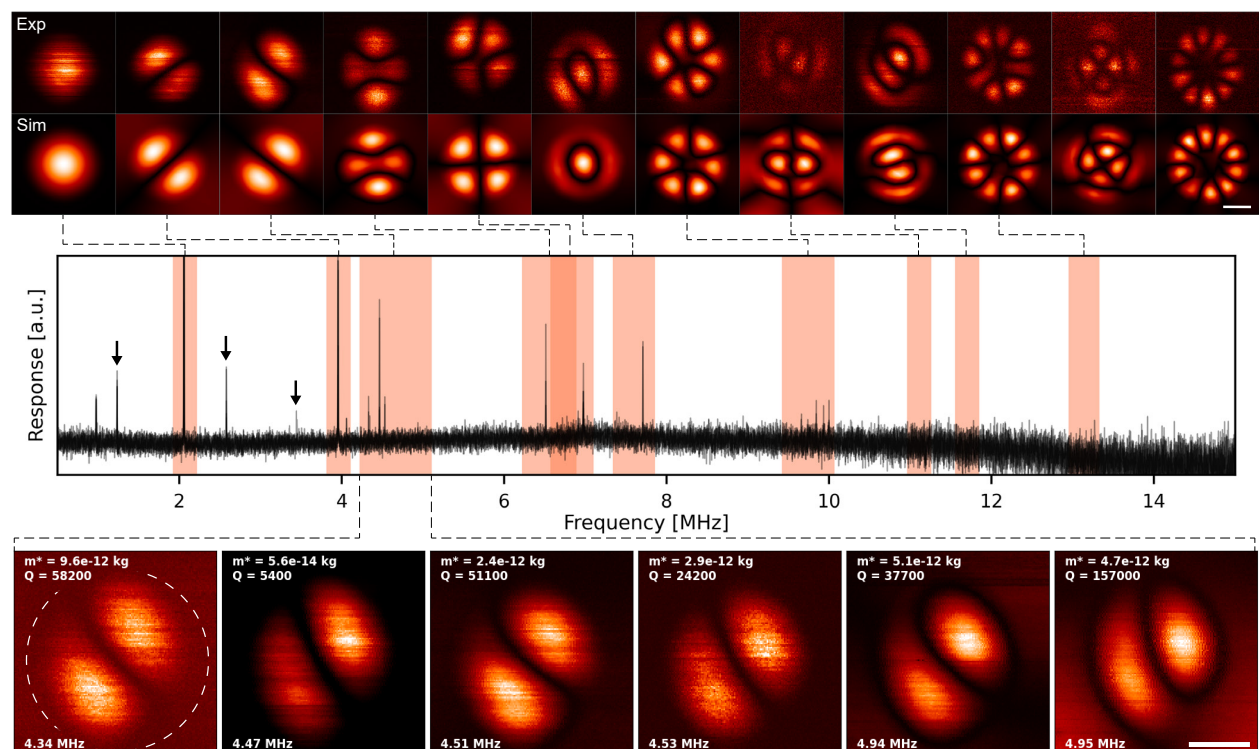 Exp
Sim
Response [a.u.]
2 4 6 8 10 12 14
Frequency [MHz]
m* = 9.6e-12 kg
Q = 58200
4.34 MHz
m* = 5.6e-14 kg
Q = 5400
4.47 MHz
m* = 2.4e-12 kg
Q = 51100
4.51 MHz
m* = 2.9e-12 kg
Q = 24200
4.53 MHz
m* = 5.1e-12 kg
Q = 37700
4.94 MHz
m* = 4.7e-12 kg
Q = 157000
4.95 MHz